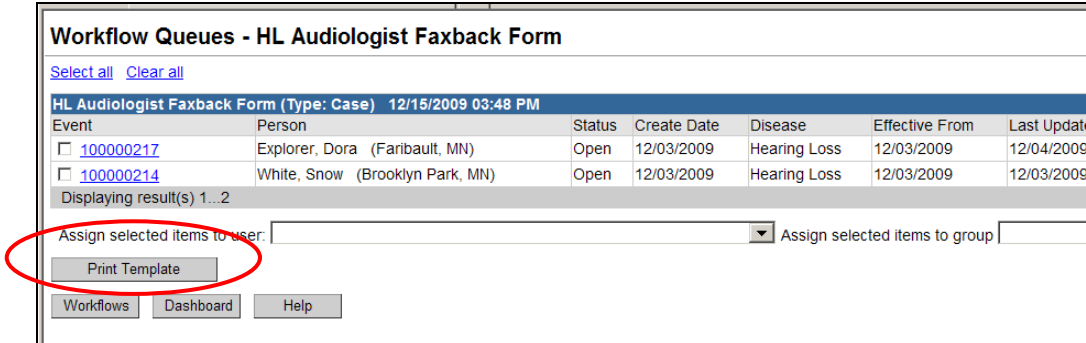 Workflow Queues - HL Audiologist Faxback Form
Select all Clear all
HL Audiologist Faxback Form (Type: Case) 12/15/2009 03:48 PM
Event Person Status Create Date Disease Effective From Last Update
100000217 Explorer, Dora (Faribault, MN) Open 12/03/2009 Hearing Loss 12/03/2009 12/04/2009
100000214 White, Snow (Brooklyn Park, MN) Open 12/03/2009 Hearing Loss 12/03/2009 12/03/2009
Displaying result(s) 1...2
Assign selected items to user: Assign selected items to group
Print Template
Workflows Dashboard Help